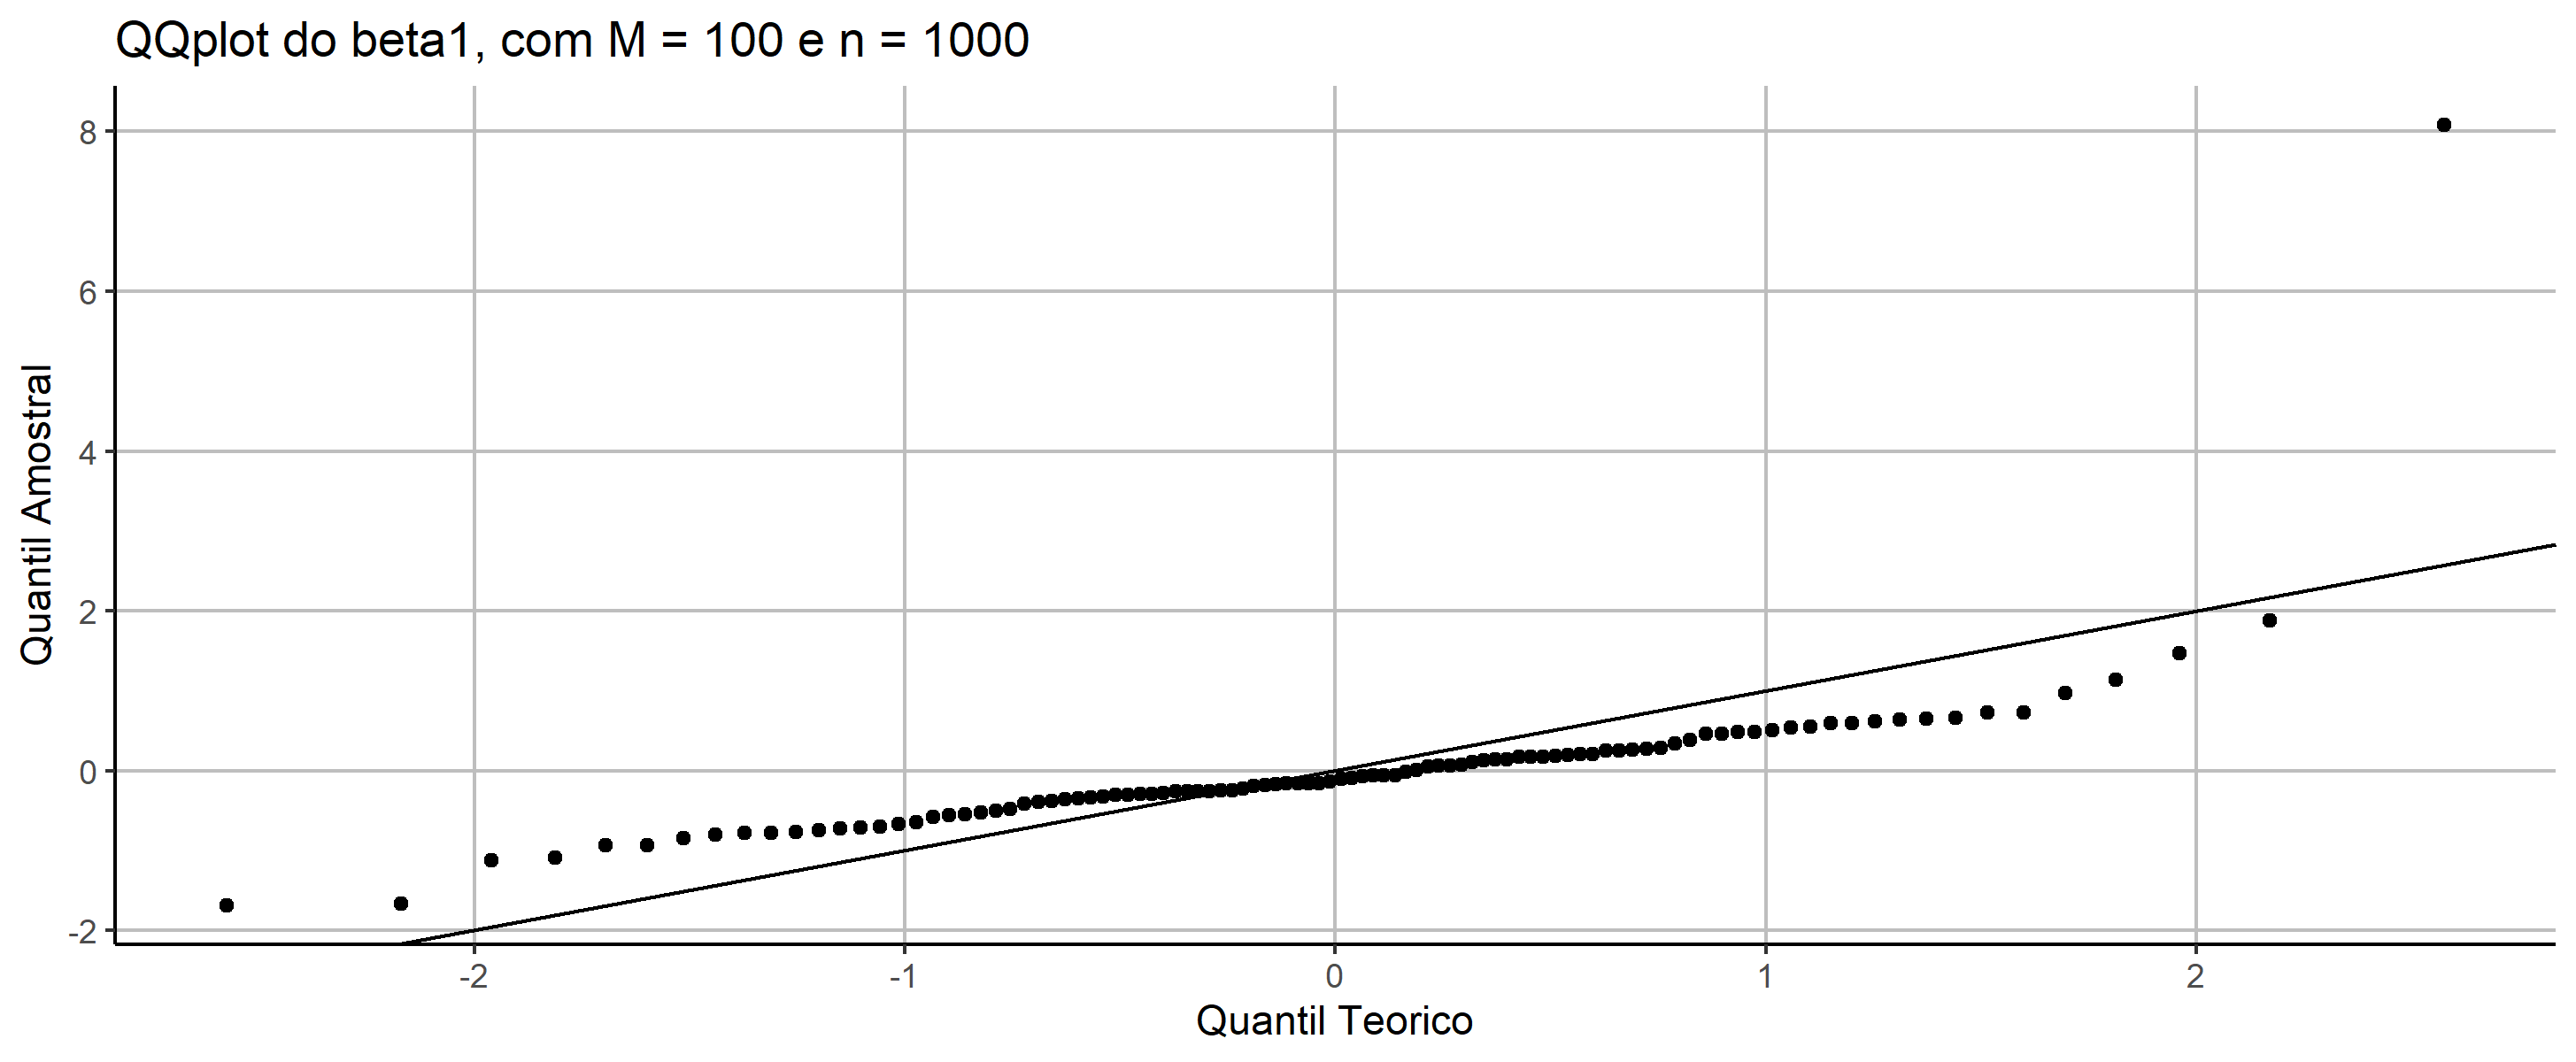 QQplot do beta1, com M = 100 e n = 1000
Quantil Amostral
8
6
4
2
0
-2
-2 -1 0 1 2
Quantil Teorico